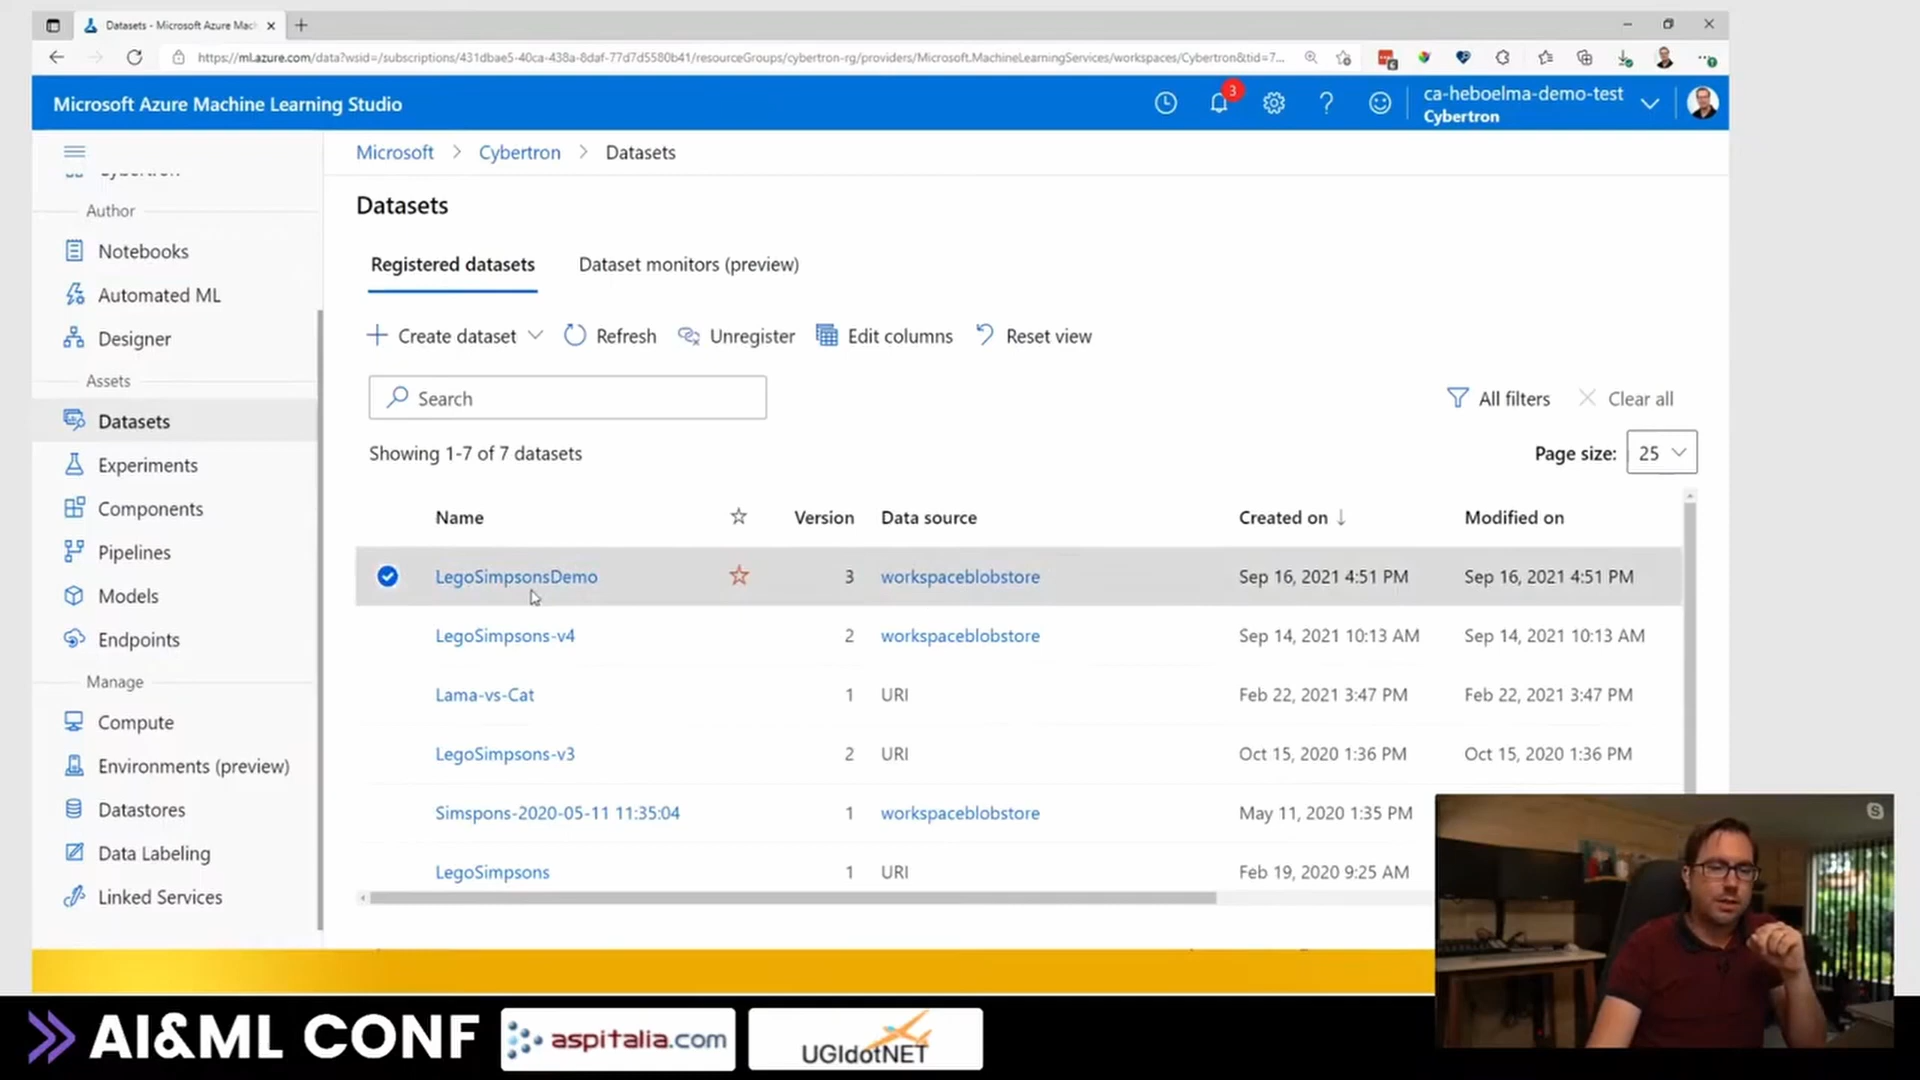 Datasets - Microsoft Azure Mac
https://ml.azure.com/data?wsid=/subscriptions/431dbae5-40ca-438a-8daf-77d7d5580b41/resourceGroups/cybertron-rg/providers/Microsoft.MachineLearningServices/workspaces/Cybertron&tid=7...
6
Microsoft Azure Machine Learning Studio
3
ca-heboelma-demo-test
Cybertron
Microsoft > Cybertron > Datasets
Cybertron
Author
Notebooks
Automated ML
Designer
Assets
Datasets
Experiments
Components
Pipelines
Models
Endpoints
Manage
Compute
Environments (preview)
Datastores
Data Labeling
Linked Services
Datasets
Registered datasets Dataset monitors (preview)
Create dataset Refresh Unregister Edit columns Reset view
Search
All filters Clear all
Showing 1-7 of 7 datasets
Page size: 25
Name Version Data source Created on ↓ Modified on
LegoSimpsonsDemo 3 workspaceblobstore Sep 16, 2021 4:51 PM Sep 16, 2021 4:51 PM
LegoSimpsons-v4 2 workspaceblobstore Sep 14, 2021 10:13 AM Sep 14, 2021 10:13 AM
Lama-vs-Cat 1 URI Feb 22, 2021 3:47 PM Feb 22, 2021 3:47 PM
LegoSimpsons-v3 2 URI Oct 15, 2020 1:36 PM Oct 15, 2020 1:36 PM
Simspons-2020-05-11 11:35:04 1 workspaceblobstore May 11, 2020 1:35 PM
LegoSimpsons 1 URI Feb 19, 2020 9:25 AM
AI&ML CONF
aspitalia.com
UGIdotNET